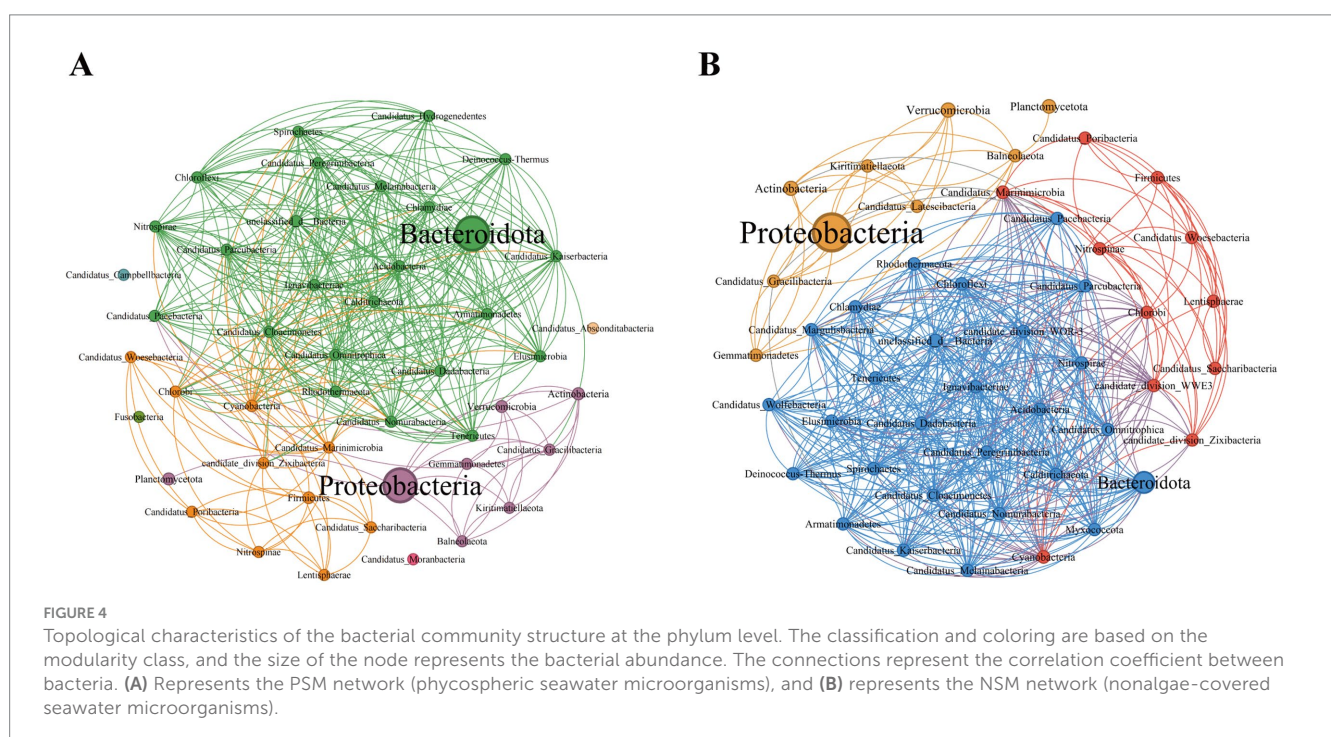 A
Candidatus_Hydrogenedentes
Spirochaetes
Candidatus_Peregrinibacteria
Deinococcus-Thermus
Chloroflexi
Candidatus_Melainabacteria
Chlamydiae
unclassified_d__Bacteria
Nitrospirae
Bacteroidota
Candidatus_Parcubacteria
Candidatus_Kaiserbacteria
Acidobacteria
Candidatus_Campbellbacteria
Ignavibacteriae
Calditrichaeota
Candidatus_Pacebacteria
Armatimonadetes
Candidatus_Cloacimonetes
Candidatus_Absconditabacteria
Candidatus_Woesebacteria
Candidatus_Omnitrophica
Elusimicrobia
Candidatus_Dadabacteria
Chlorobi
Rhodothermaeota
Actinobacteria
Cyanobacteria
Verrucomicrobia
Fusobacteria
Candidatus_Nomurabacteria
Tenericutes
Candidatus_Marinimicrobia
Candidatus_Gracilibacteria
candidate_division_Zixibacteria
Gemmatimonadetes
Planctomycetota
Proteobacteria
Firmicutes
Kiritimatiellaeota
Candidatus_Poribacteria
Candidatus_Saccharibacteria
Balneolaeota
Nitrospinae
Candidatus_Moranbacteria
Lentisphaerae
B
Verrucomicrobia
Planctomycetota
Candidatus_Poribacteria
Balneolaeota
Kiritimatiellaeota
Firmicutes
Actinobacteria
Candidatus_Marinimicrobia
Candidatus_Latescibacteria
Candidatus_Pacebacteria
Proteobacteria
Candidatus_Woesebacteria
Nitrospinae
Rhodothermaeota
Candidatus_Gracilibacteria
Chloroflexi
Candidatus_Parcubacteria
Lentisphaerae
Chlamydiae
Chlorobi
Candidatus_Margulisbacteria
candidate_division_WOR-3
unclassified_d__Bacteria
Gemmatimonadetes
Nitrospirae
Candidatus_Saccharibacteria
Tenericutes
Ignavibacteriae
candidate_division_WWE3
Candidatus_Wolfebacteria
Acidobacteria
Elusimicrobia
Candidatus_Dadabacteria
Candidatus_Omnitrophica
candidate_division_Zixibacteria
Candidatus_Peregrinibacteria
Deinococcus-Thermus
Spirochaetes
Calditrichaeota
Bacteroidota
Candidatus_Cloacimonetes
Candidatus_Nomurabacteria
Armatimonadetes
Myxococcota
Candidatus_Kaiserbacteria
Cyanobacteria
Candidatus_Melainabacteria
FIGURE 4
Topological characteristics of the bacterial community structure at the phylum level. The classification and coloring are based on the
modularity class, and the size of the node represents the bacterial abundance. The connections represent the correlation coefficient between
bacteria. (A) Represents the PSM network (phycospheric seawater microorganisms), and (B) represents the NSM network (nonalgae-covered
seawater microorganisms).